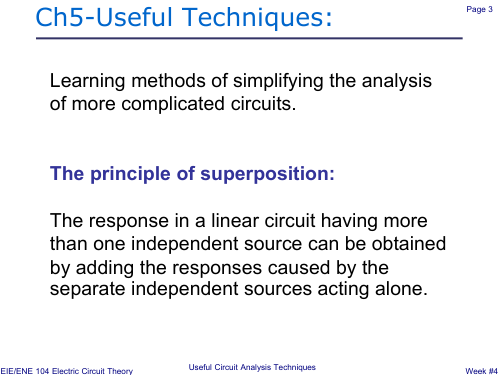 Ch5-Useful Techniques:
Page 3
Learning methods of simplifying the analysis
of more complicated circuits.
The principle of superposition:
The response in a linear circuit having more
than one independent source can be obtained
by adding the responses caused by the
separate independent sources acting alone.
EIE/ENE 104 Electric Circuit Theory
Useful Circuit Analysis Techniques
Week #4